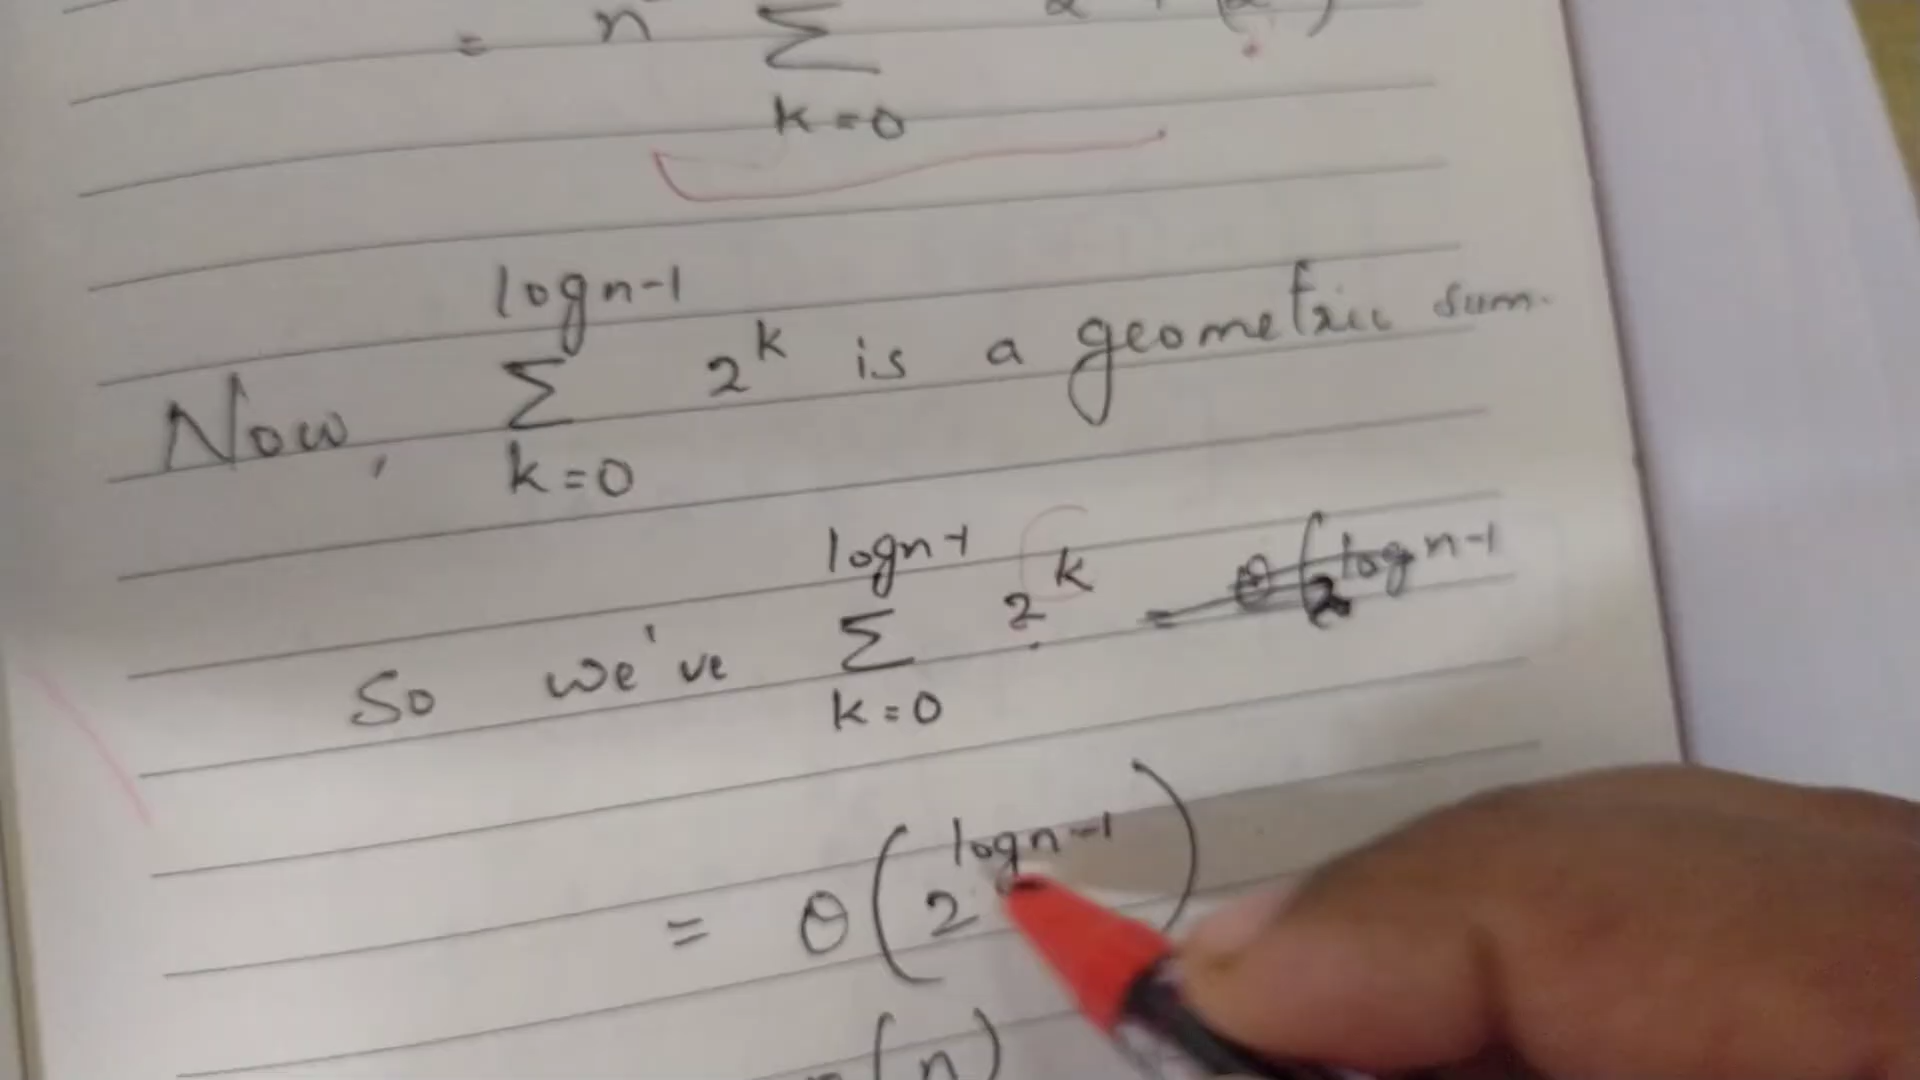 = n Σ 2
k=0
log n-1
Now, Σ 2^k is a geometric sum.
k=0
log n-1
So we've Σ 2^k = θ(2^log n-1
k=0
= θ(2^log n-1)
(n)